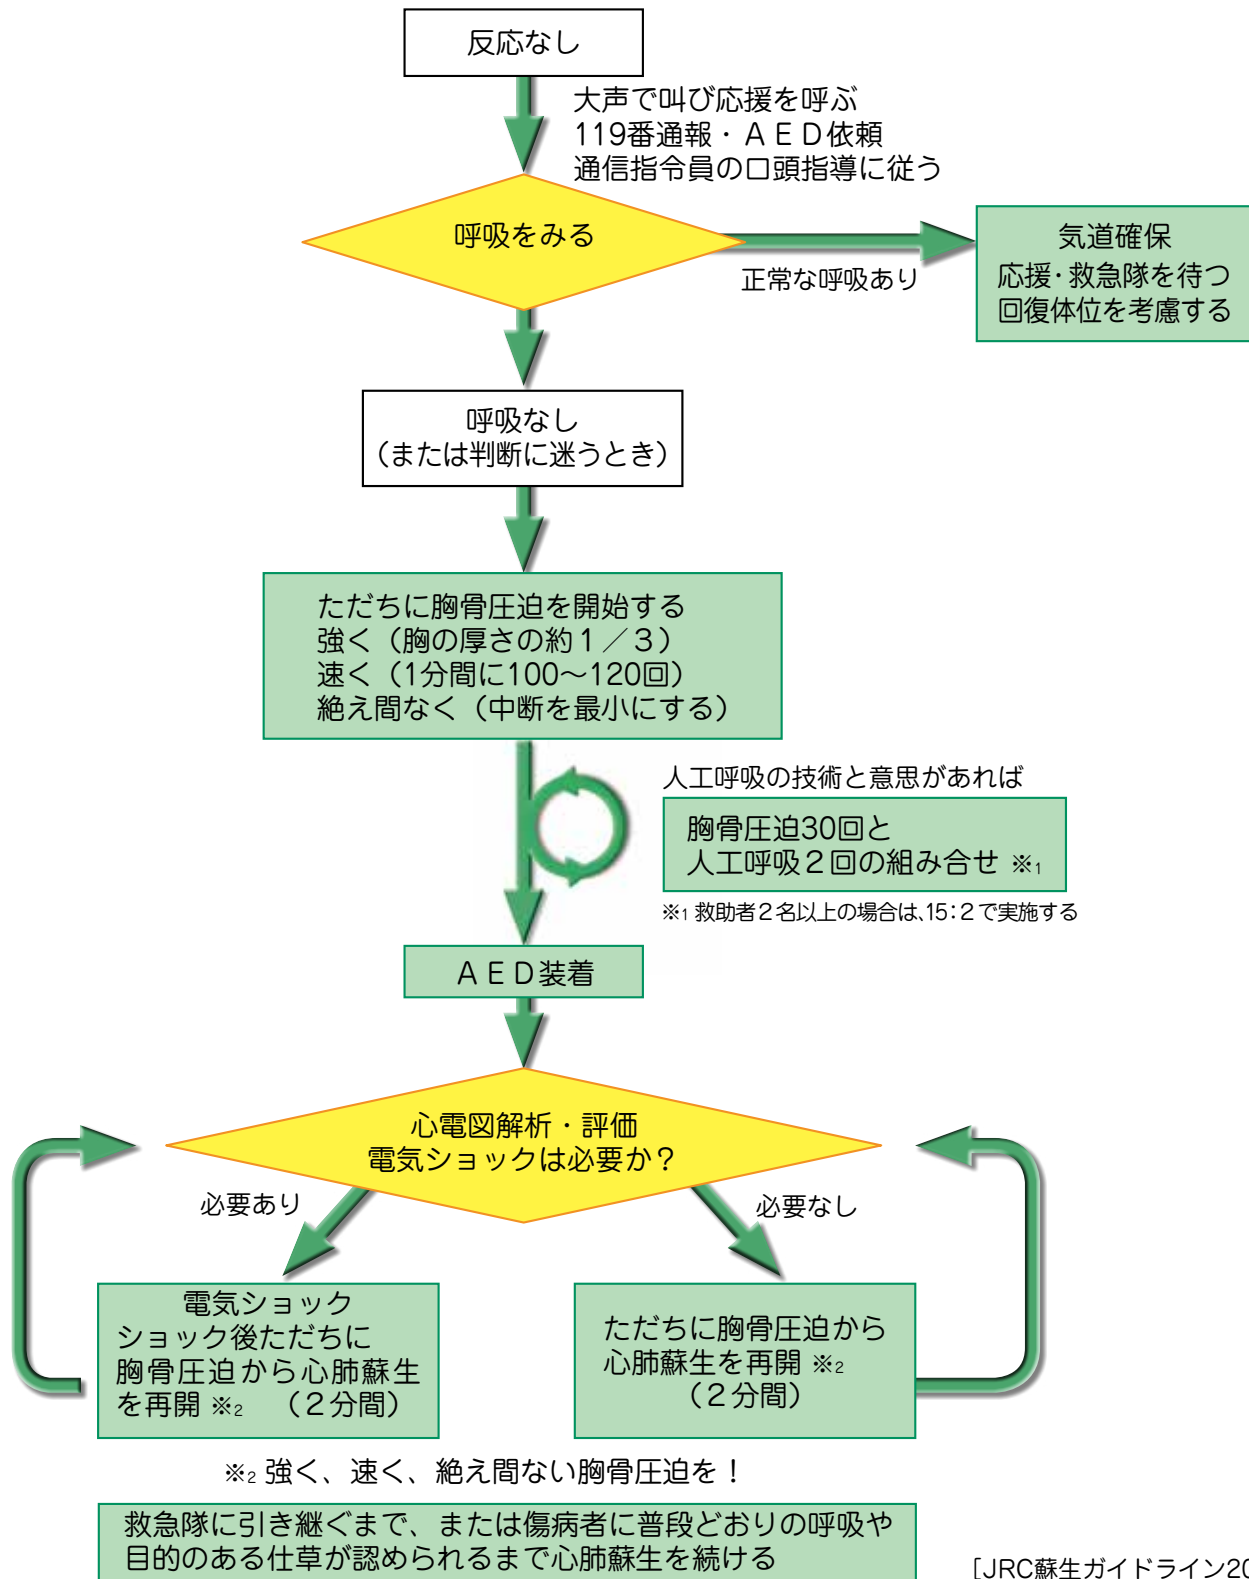 反応なし
大声で叫び応援を呼ぶ
119番通報・ＡＥＤ依頼
通信指令員の口頭指導に従う
呼吸をみる
正常な呼吸あり
気道確保
応援・救急隊を待つ
回復体位を考慮する
呼吸なし
（または判断に迷うとき）
ただちに胸骨圧迫を開始する
強く（胸の厚さの約１／３）
速く（1分間に100～120回）
絶え間なく（中断を最小にする）
人工呼吸の技術と意思があれば
胸骨圧迫30回と
人工呼吸２回の組み合せ ※1
※1 救助者２名以上の場合は、15：２で実施する
ＡＥＤ装着
心電図解析・評価
電気ショックは必要か？
必要あり
必要なし
電気ショック
ショック後ただちに
胸骨圧迫から心肺蘇生
を再開 ※2 （２分間）
ただちに胸骨圧迫から
心肺蘇生を再開 ※2
（２分間）
※2 強く、速く、絶え間ない胸骨圧迫を！
救急隊に引き継ぐまで、または傷病者に普段どおりの呼吸や
目的のある仕草が認められるまで心肺蘇生を続ける
［JRC蘇生ガイドライン20